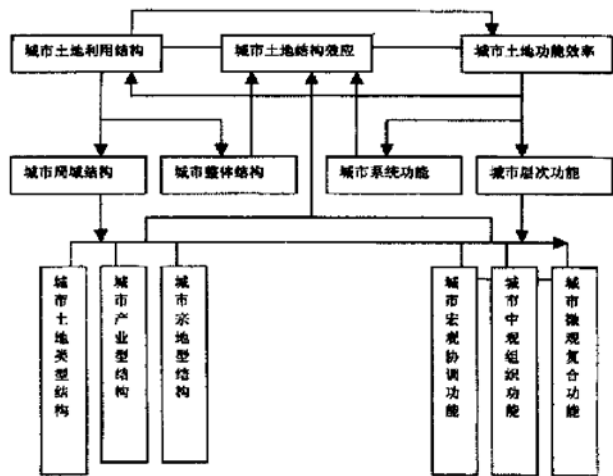 城市土地利用结构
城市土地结构效应
城市土地功能效率
城市局域结构
城市整体结构
城市系统功能
城市层次功能
城市土地类型结构
城市产业型结构
城市宗地型结构
城市宏观协调功能
城市中观组织功能
城市微观复合功能